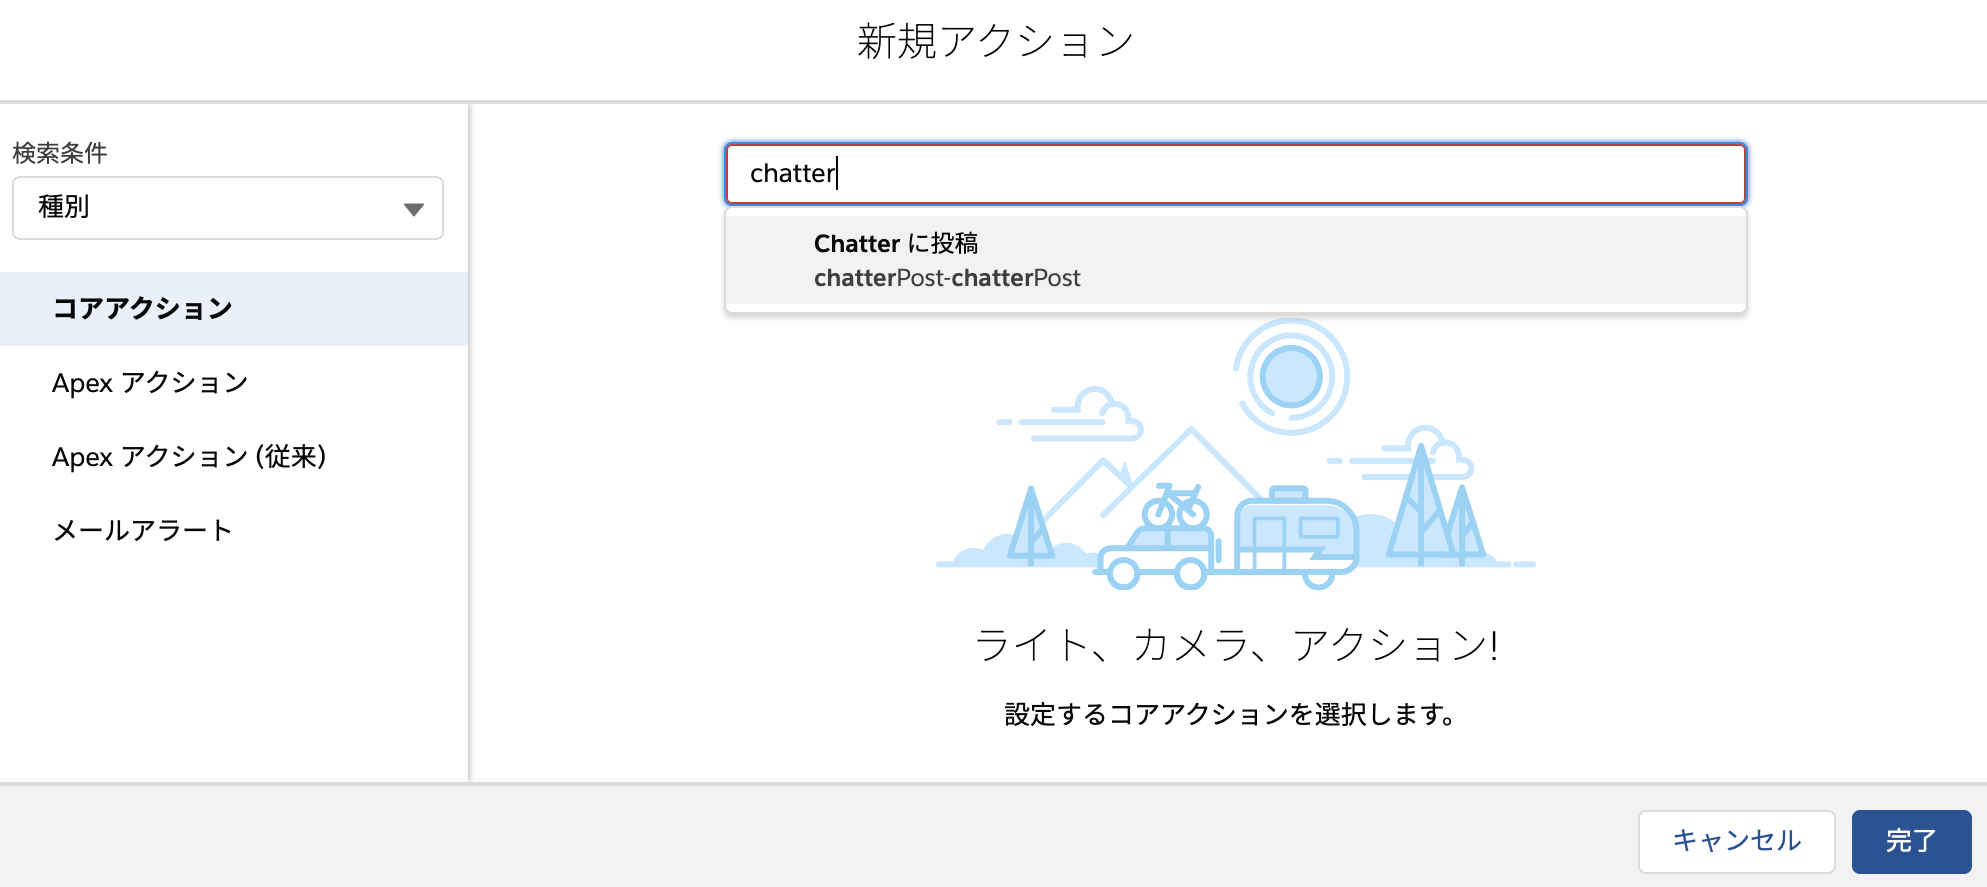 新規アクション
検索条件
種別
コアアクション
Apex アクション
Apex アクション (従来)
メールアラート
chatter
Chatter に投稿
chatterPost-chatterPost
ライト、カメラ、アクション!
設定するコアアクションを選択します。
キャンセル
完了